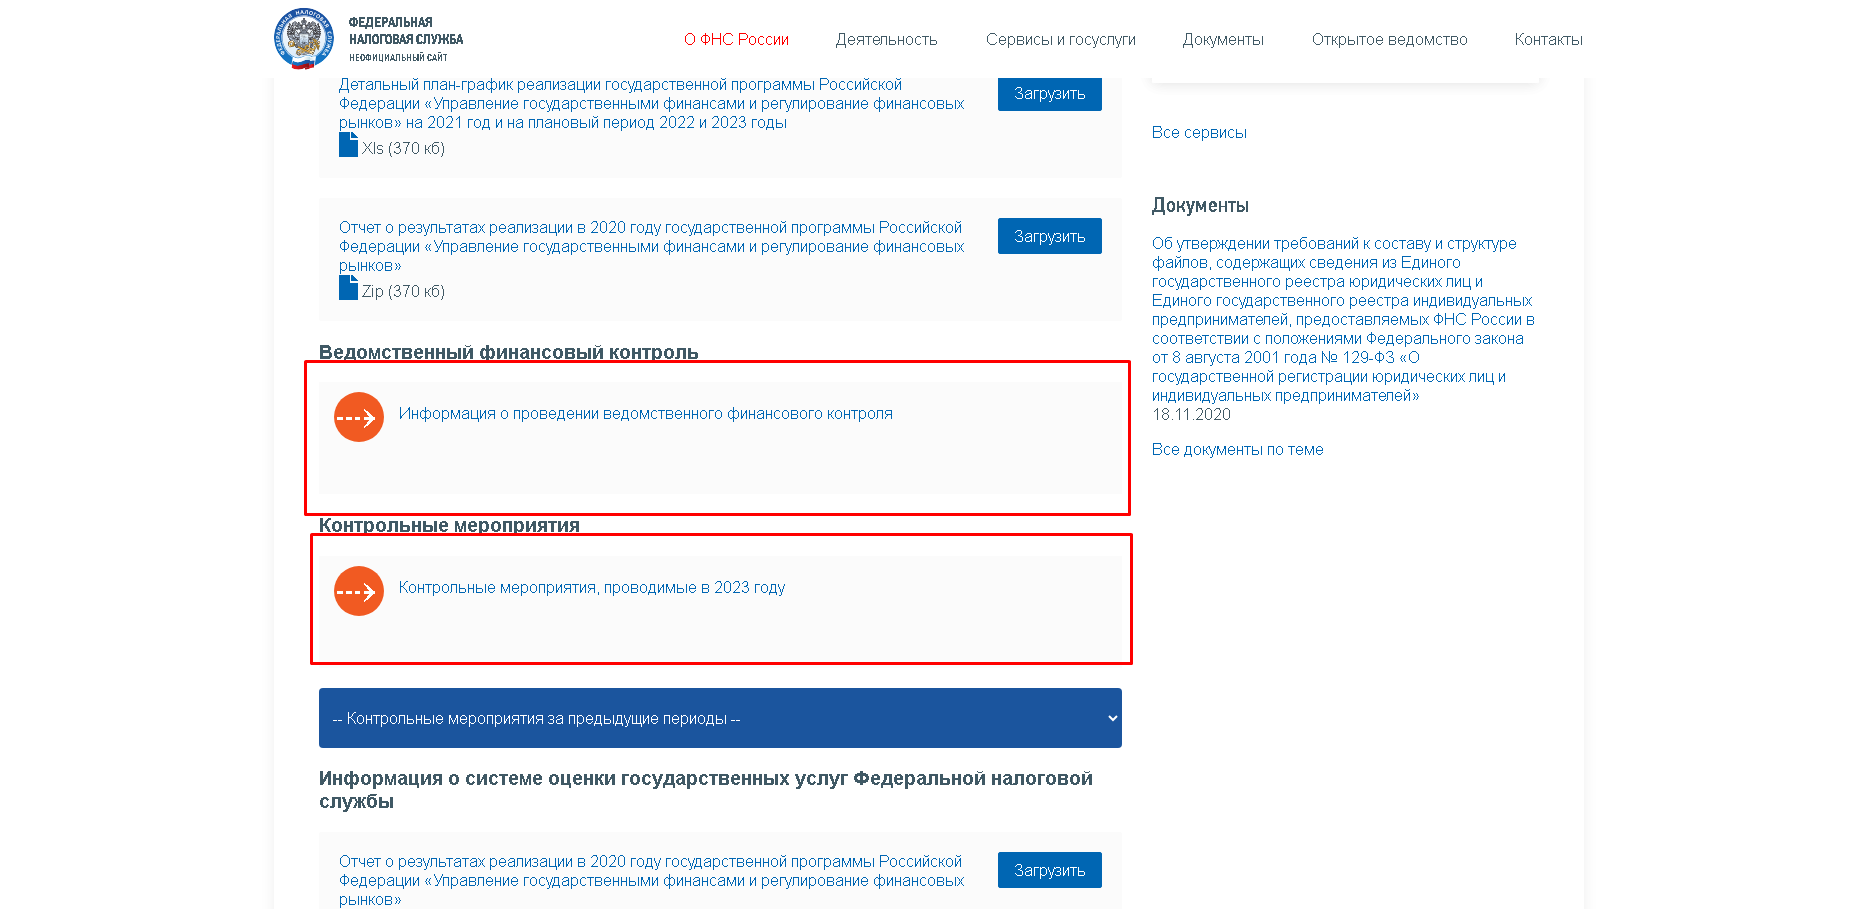 ФЕДЕРАЛЬНАЯ
НАЛОГОВАЯ СЛУЖБА
НЕОФИЦИАЛЬНЫЙ САЙТ
О ФНС России
Деятельность
Сервисы и госуслуги
Документы
Открытое ведомство
Контакты
Детальный план-график реализации государственной программы Российской
Федерации «Управление государственными финансами и регулирование финансовых
рынков» на 2021 год и на плановый период 2022 и 2023 годы
Xls (370 кб)
Загрузить
Отчет о результатах реализации в 2020 году государственной программы Российской
Федерации «Управление государственными финансами и регулирование финансовых
рынков»
Zip (370 кб)
Загрузить
Ведомственный финансовый контроль
Информация о проведении ведомственного финансового контроля
Контрольные мероприятия
Контрольные мероприятия, проводимые в 2023 году
-- Контрольные мероприятия за предыдущие периоды --
Информация о системе оценки государственных услуг Федеральной налоговой
службы
Отчет о результатах реализации в 2020 году государственной программы Российской
Федерации «Управление государственными финансами и регулирование финансовых
рынков»
Загрузить
Все сервисы
Документы
Об утверждении требований к составу и структуре
файлов, содержащих сведения из Единого
государственного реестра юридических лиц и
Единого государственного реестра индивидуальных
предпринимателей, предоставляемых ФНС России в
соответствии с положениями Федерального закона
от 8 августа 2001 года № 129-ФЗ «О
государственной регистрации юридических лиц и
индивидуальных предпринимателей»
18.11.2020
Все документы по теме